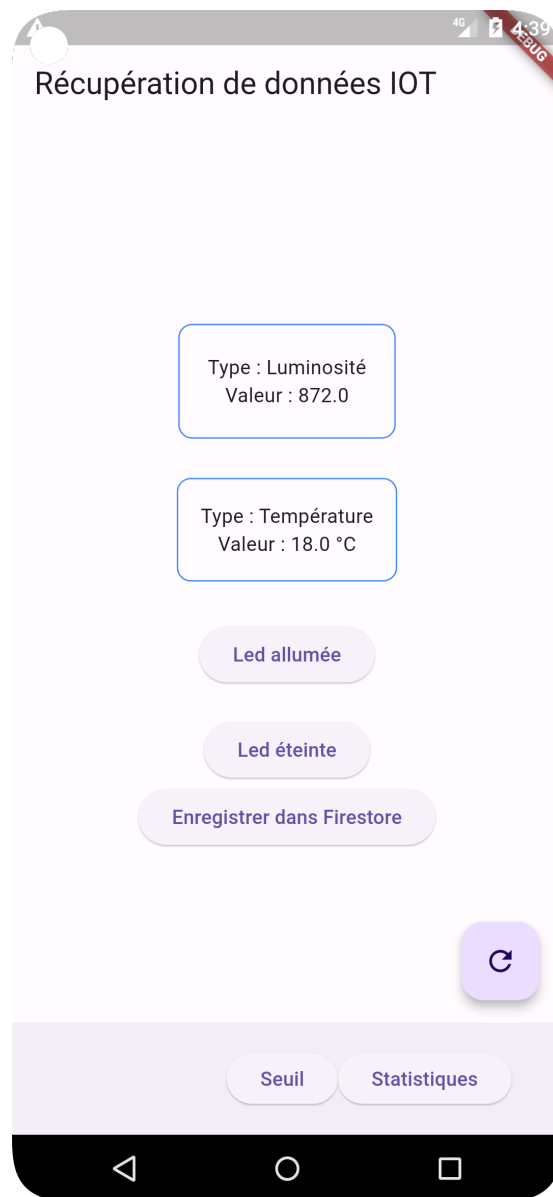 4G
4:39
DEBUG
Récupération de données IOT
Type : Luminosité
Valeur : 872.0
Type : Température
Valeur : 18.0 °C
Led allumée
Led éteinte
Enregistrer dans Firestore
Seuil
Statistiques